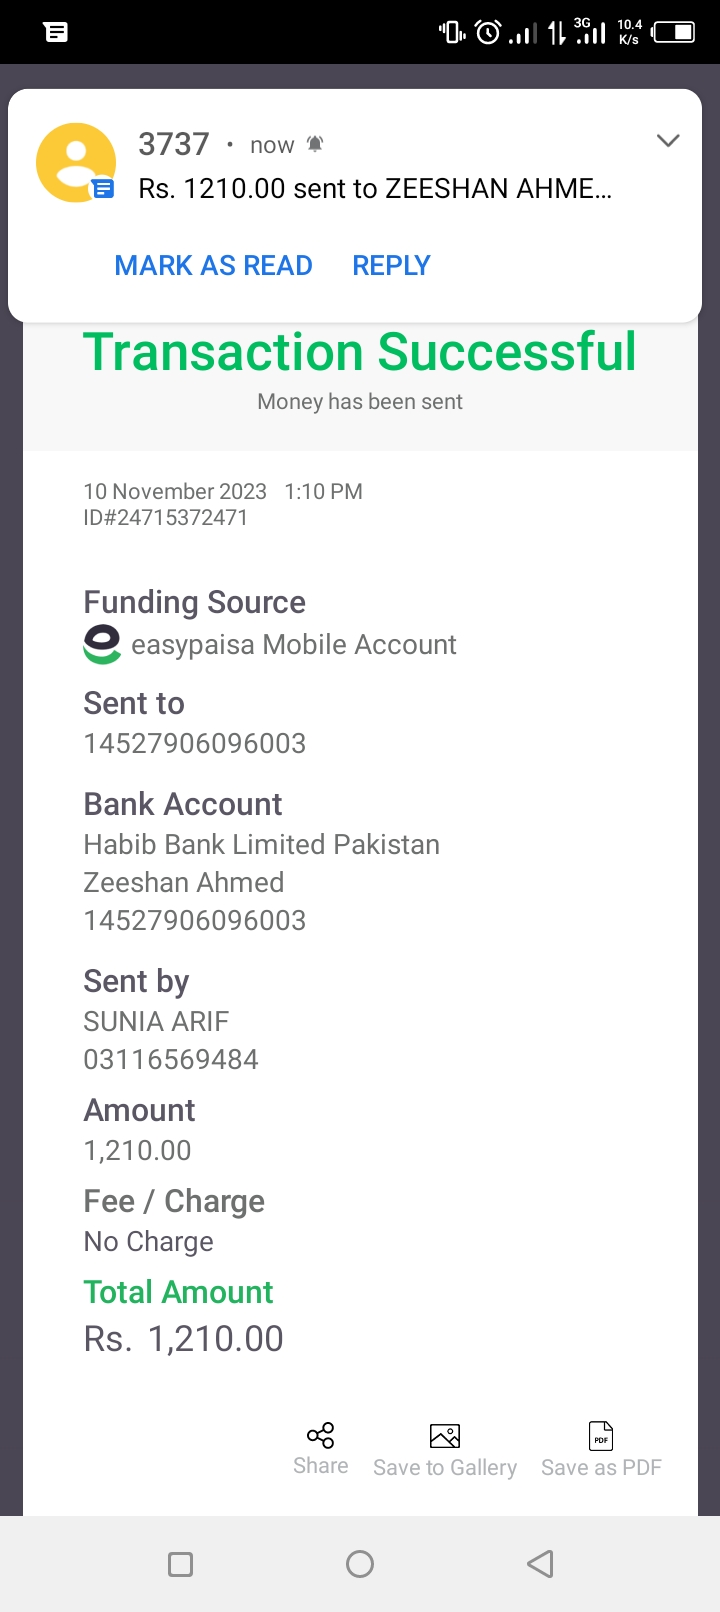 3G 10.4 K/s
3737 · now
Rs. 1210.00 sent to ZEESHAN AHME...
MARK AS READ REPLY
Transaction Successful
Money has been sent
10 November 2023 1:10 PM
ID#24715372471
Funding Source
easypaisa Mobile Account
Sent to
14527906096003
Bank Account
Habib Bank Limited Pakistan
Zeeshan Ahmed
14527906096003
Sent by
SUNIA ARIF
03116569484
Amount
1,210.00
Fee / Charge
No Charge
Total Amount
Rs. 1,210.00
PDF
Share Save to Gallery Save as PDF